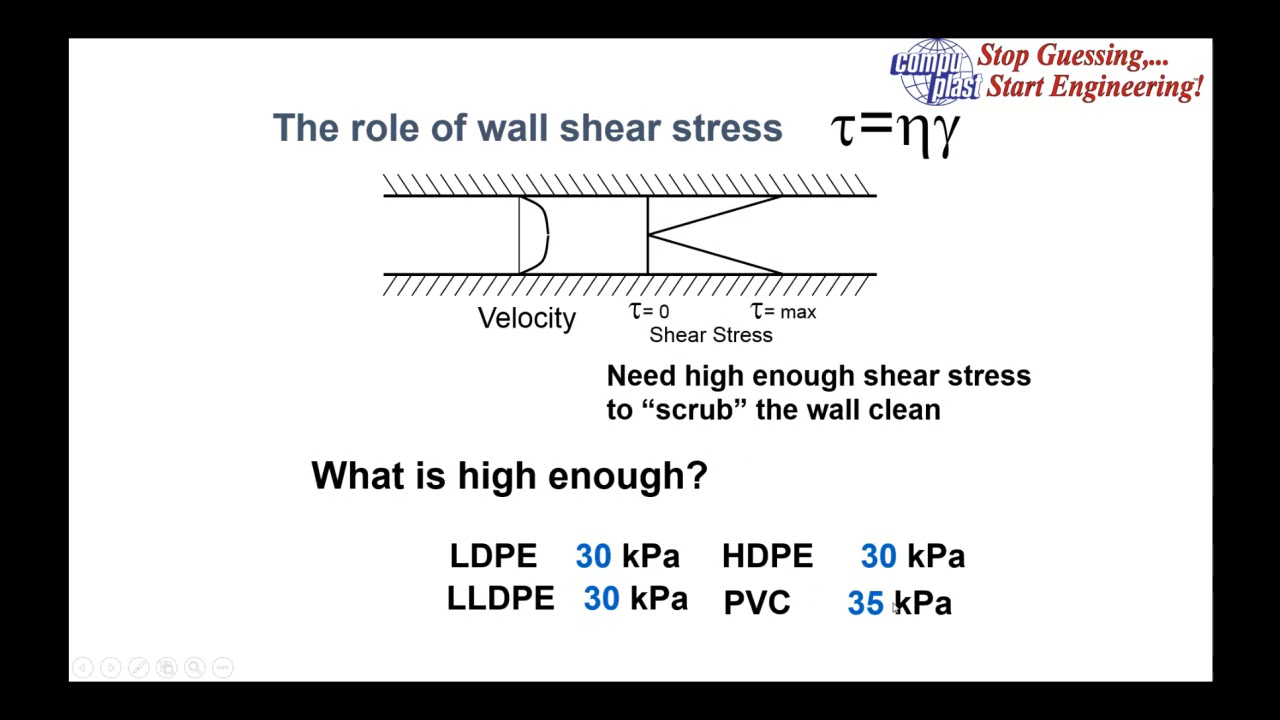 compu plast
Stop Guessing,...
Start Engineering!
The role of wall shear stress τ=ηγ
Velocity
τ= 0 τ= max
Shear Stress
Need high enough shear stress
to “scrub” the wall clean
What is high enough?
LDPE 30 kPa HDPE 30 kPa
LLDPE 30 kPa PVC 35 kPa